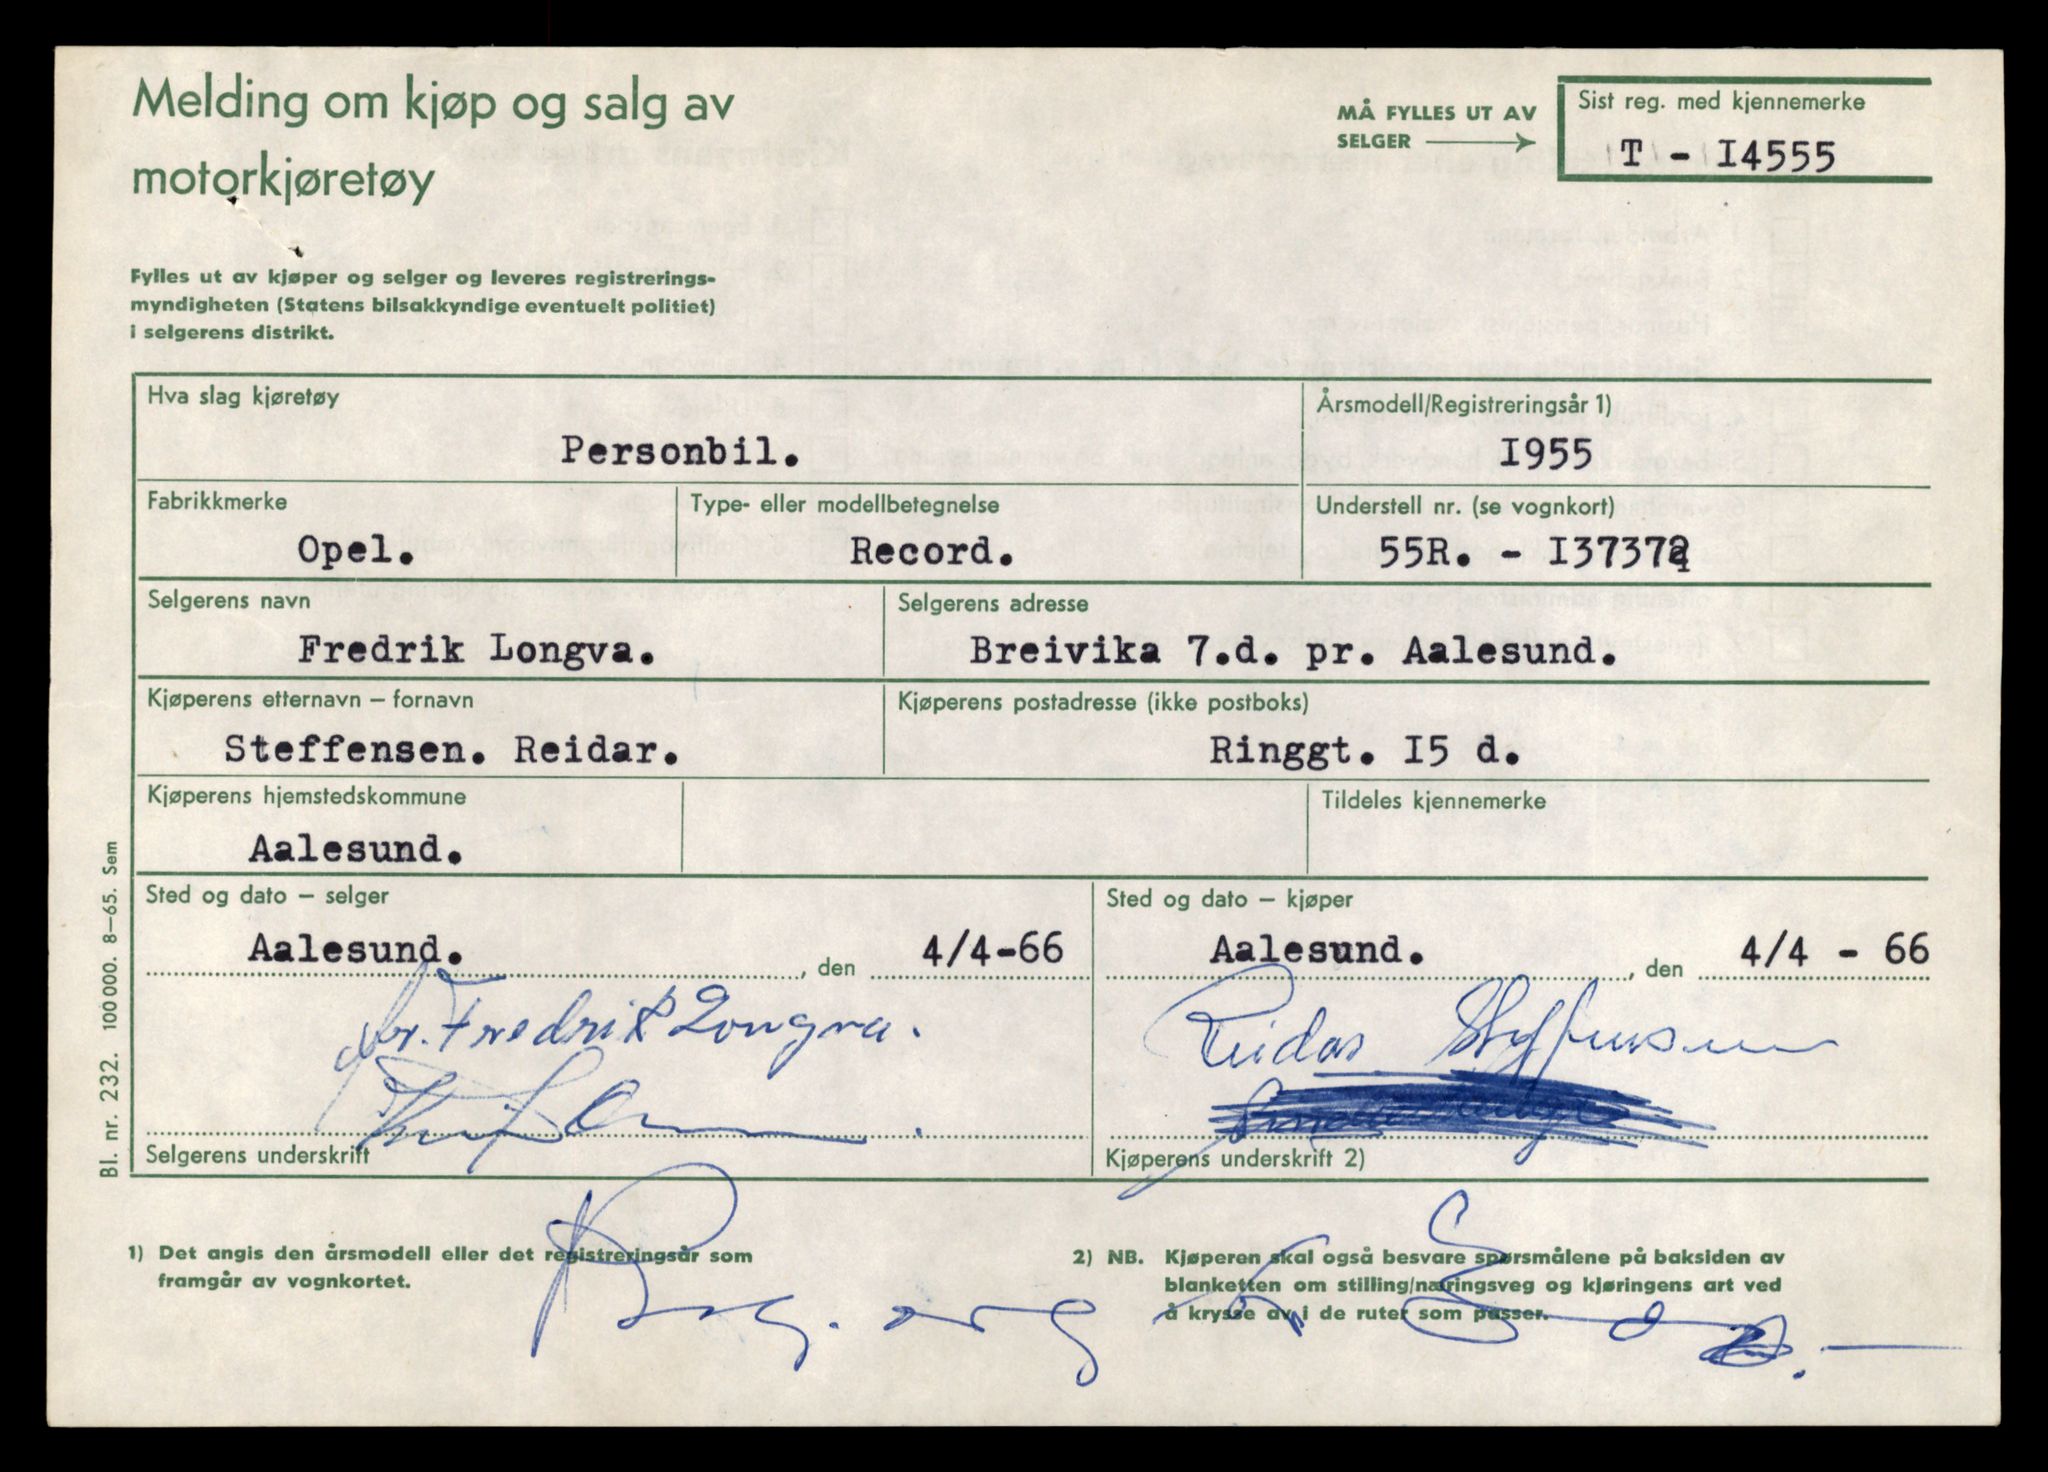 Melding om kjøp og salg av
motorkjøretøy
MÅ FYLLES UT AV
SELGER
Sist reg. med kjennemerke
T - I4555
Fylles ut av kjøper og selger og leveres registrerings-
myndigheten (Statens bilsakkyndige eventuelt politiet)
i selgerens distrikt.
Hva slag kjøretøy
Personbil.
Årsmodell/Registreringsår 1)
I955
Fabrikkmerke
Opel.
Type- eller modellbetegnelse
Record.
Understell nr. (se vognkort)
55R. - I3737
Selgerens navn
Fredrik Longva.
Selgerens adresse
Breivika 7.d. pr. Aalesund.
Kjøperens etternavn – fornavn
Steffensen. Reidar.
Kjøperens postadresse (ikke postboks)
Ringgt. I5 d.
Kjøperens hjemstedskommune
Aalesund.
Tildeles kjennemerke
Sted og dato – selger
Aalesund. , den 4/4-66
Sted og dato – kjøper
Aalesund. , den 4/4 - 66
Fredrik Longva.
Reidar Steffensen
Selgerens underskrift
Kjøperens underskrift 2)
1) Det angis den årsmodell eller det registreringsår som
framgår av vognkortet.
2) NB. Kjøperen skal også besvare spørsmålene på baksiden av
blanketten om stilling/næringsveg og kjøringens art ved
å krysse av i de ruter som passer.
Bl. nr. 232. 100 000. 8–65. Sem